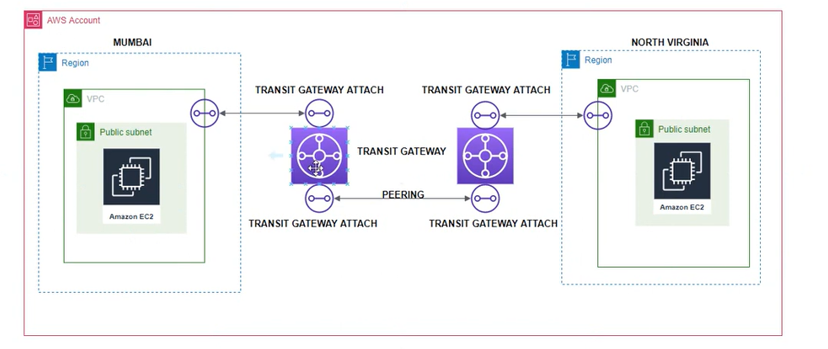 AWS Account
MUMBAI
NORTH VIRGINIA
Region
Region
TRANSIT GATEWAY ATTACH
TRANSIT GATEWAY ATTACH
VPC
VPC
Public subnet
Public subnet
TRANSIT GATEWAY
PEERING
Amazon EC2
Amazon EC2
TRANSIT GATEWAY ATTACH
TRANSIT GATEWAY ATTACH